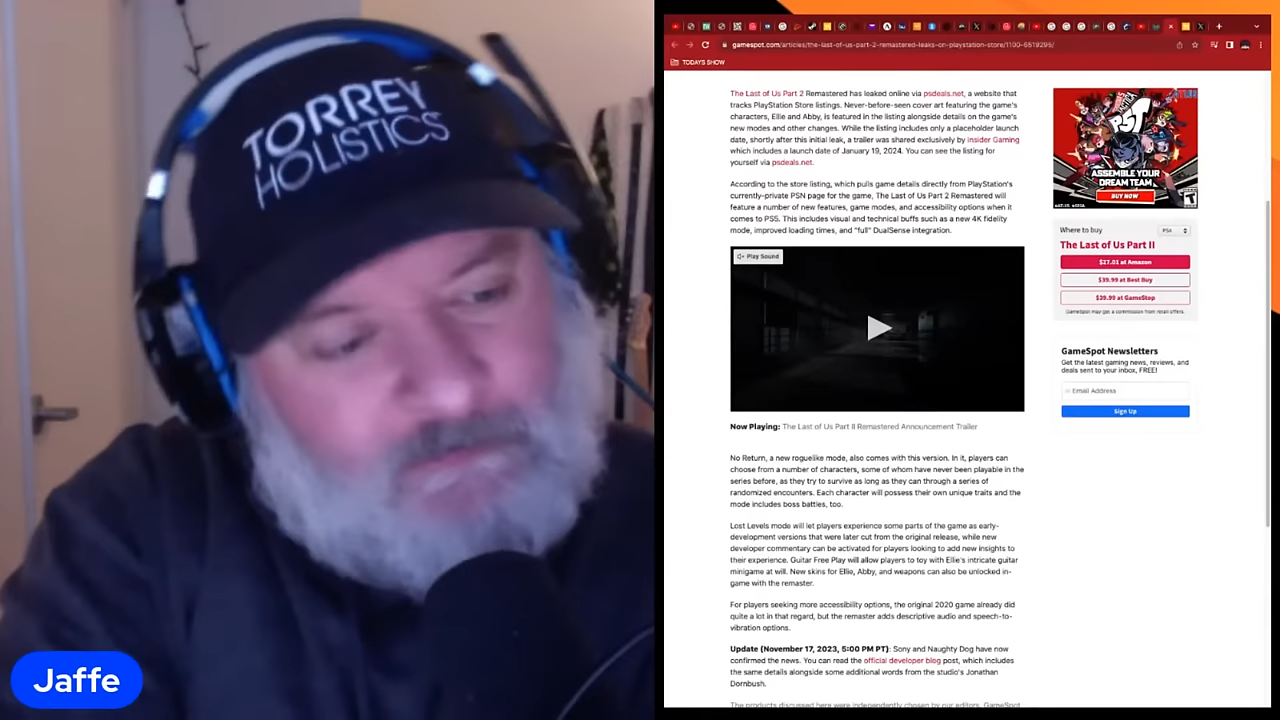 RREY
OUSTICS
Jaffe
gamespot.com/articles/the-last-of-us-part-2-remastered-leaks-on-playstation-store/1100-6519295/
TODAYS SHOW
The Last of Us Part 2 Remastered has leaked online via psdeals.net, a website that
tracks PlayStation Store listings. Never-before-seen cover art featuring the game's
characters, Ellie and Abby, is featured in the listing alongside details on the game's
new modes and other changes. While the listing includes only a placeholder launch
date, shortly after this initial leak, a trailer was shared exclusively by Insider Gaming
which includes a launch date of January 19, 2024. You can see the listing for
yourself via psdeals.net.
According to the store listing, which pulls game details directly from PlayStation's
currently-private PSN page for the game, The Last of Us Part 2 Remastered will
feature a number of new features, game modes, and accessibility options when it
comes to PS5. This includes visual and technical buffs such as a new 4K fidelity
mode, improved loading times, and "full" DualSense integration.
Play Sound
Now Playing: The Last of Us Part II Remastered Announcement Trailer
No Return, a new roguelike mode, also comes with this version. In it, players can
choose from a number of characters, some of whom have never been playable in the
series before, as they try to survive as long as they can through a series of
randomized encounters. Each character will possess their own unique traits and the
mode includes boss battles, too.
Lost Levels mode will let players experience some parts of the game as early-
development versions that were later cut from the original release, while new
developer commentary can be activated for players looking to add new insights to
their experience. Guitar Free Play will allow players to toy with Ellie's intricate guitar
minigame at will. New skins for Ellie, Abby, and weapons can also be unlocked in-
game with the remaster.
For players seeking more accessibility options, the original 2020 game already did
quite a lot in that regard, but the remaster adds descriptive audio and speech-to-
vibration options.
Update (November 17, 2023, 5:00 PM PT): Sony and Naughty Dog have now
confirmed the news. You can read the official developer blog post, which includes
the same details alongside some additional words from the studio's Jonathan
Dornbush.
The products discussed here were independently chosen by our editors. GameSpot
ASSEMBLE YOUR
DREAM TEAM
BUY NOW
Where to buy
PS4
The Last of Us Part II
$27.01 at Amazon
$39.99 at Best Buy
$39.99 at GameStop
GameSpot may get a commission from retail offers.
GameSpot Newsletters
Get the latest gaming news, reviews, and
deals sent to your inbox, FREE!
Email Address
Sign Up